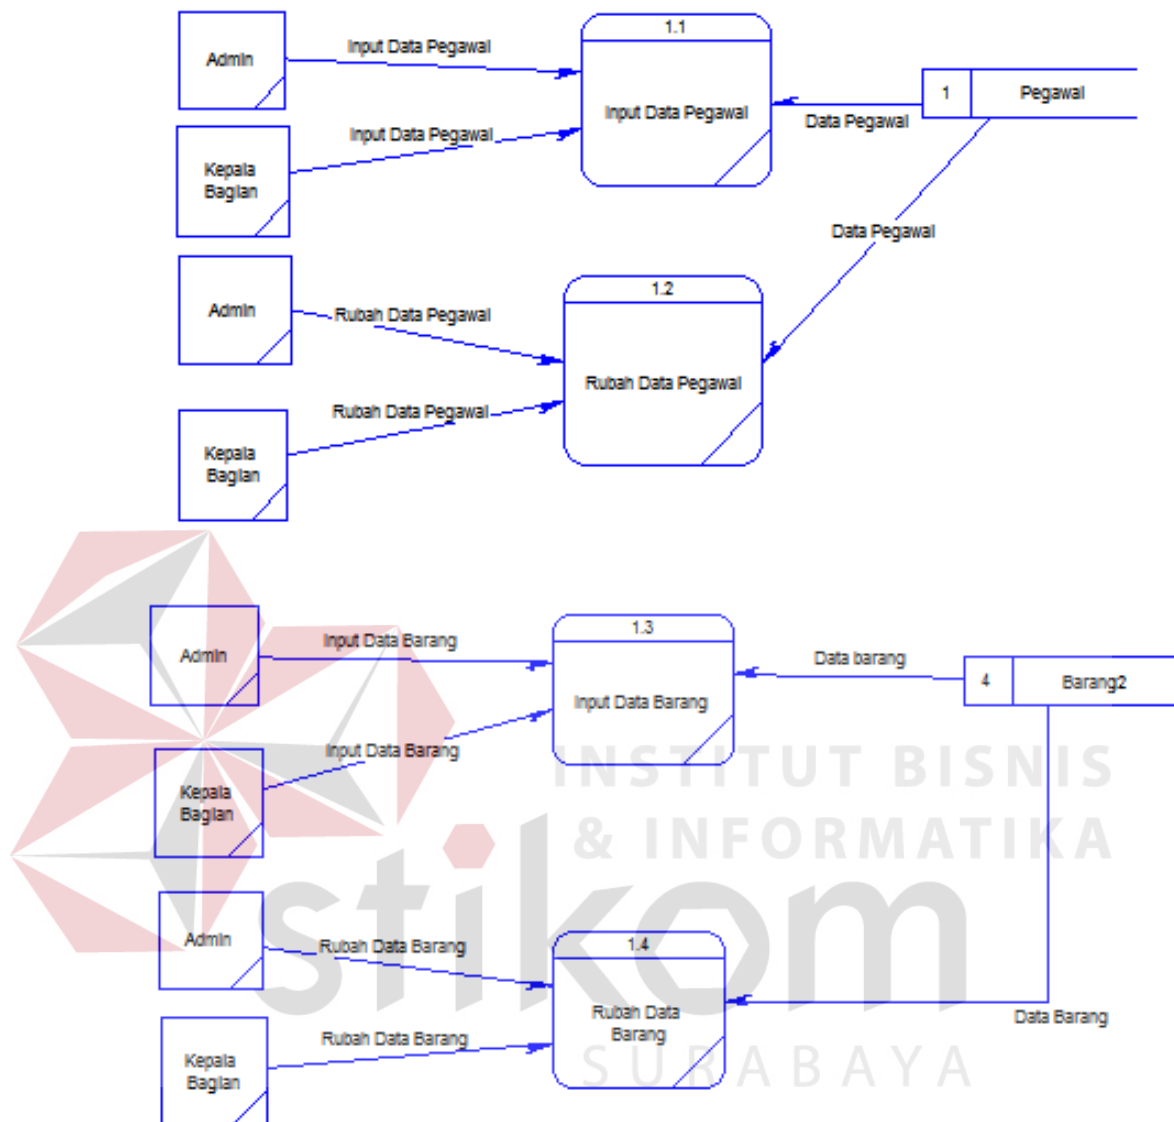 Admin
Input Data Pegawai
1.1
Input Data Pegawai
1
Pegawai
Data Pegawai
Input Data Pegawai
Kepala
Bagian
Data Pegawai
Admin
Rubah Data Pegawai
1.2
Rubah Data Pegawai
Rubah Data Pegawai
Kepala
Bagian
Admin
Input Data Barang
1.3
Input Data Barang
Data barang
4
Barang2
Input Data Barang
Kepala
Bagian
INSTITUT BISNIS
& INFORMATIKA
stikom
SURABAYA
Admin
Rubah Data Barang
1.4
Rubah Data
Barang
Data Barang
Rubah Data Barang
Kepala
Bagian